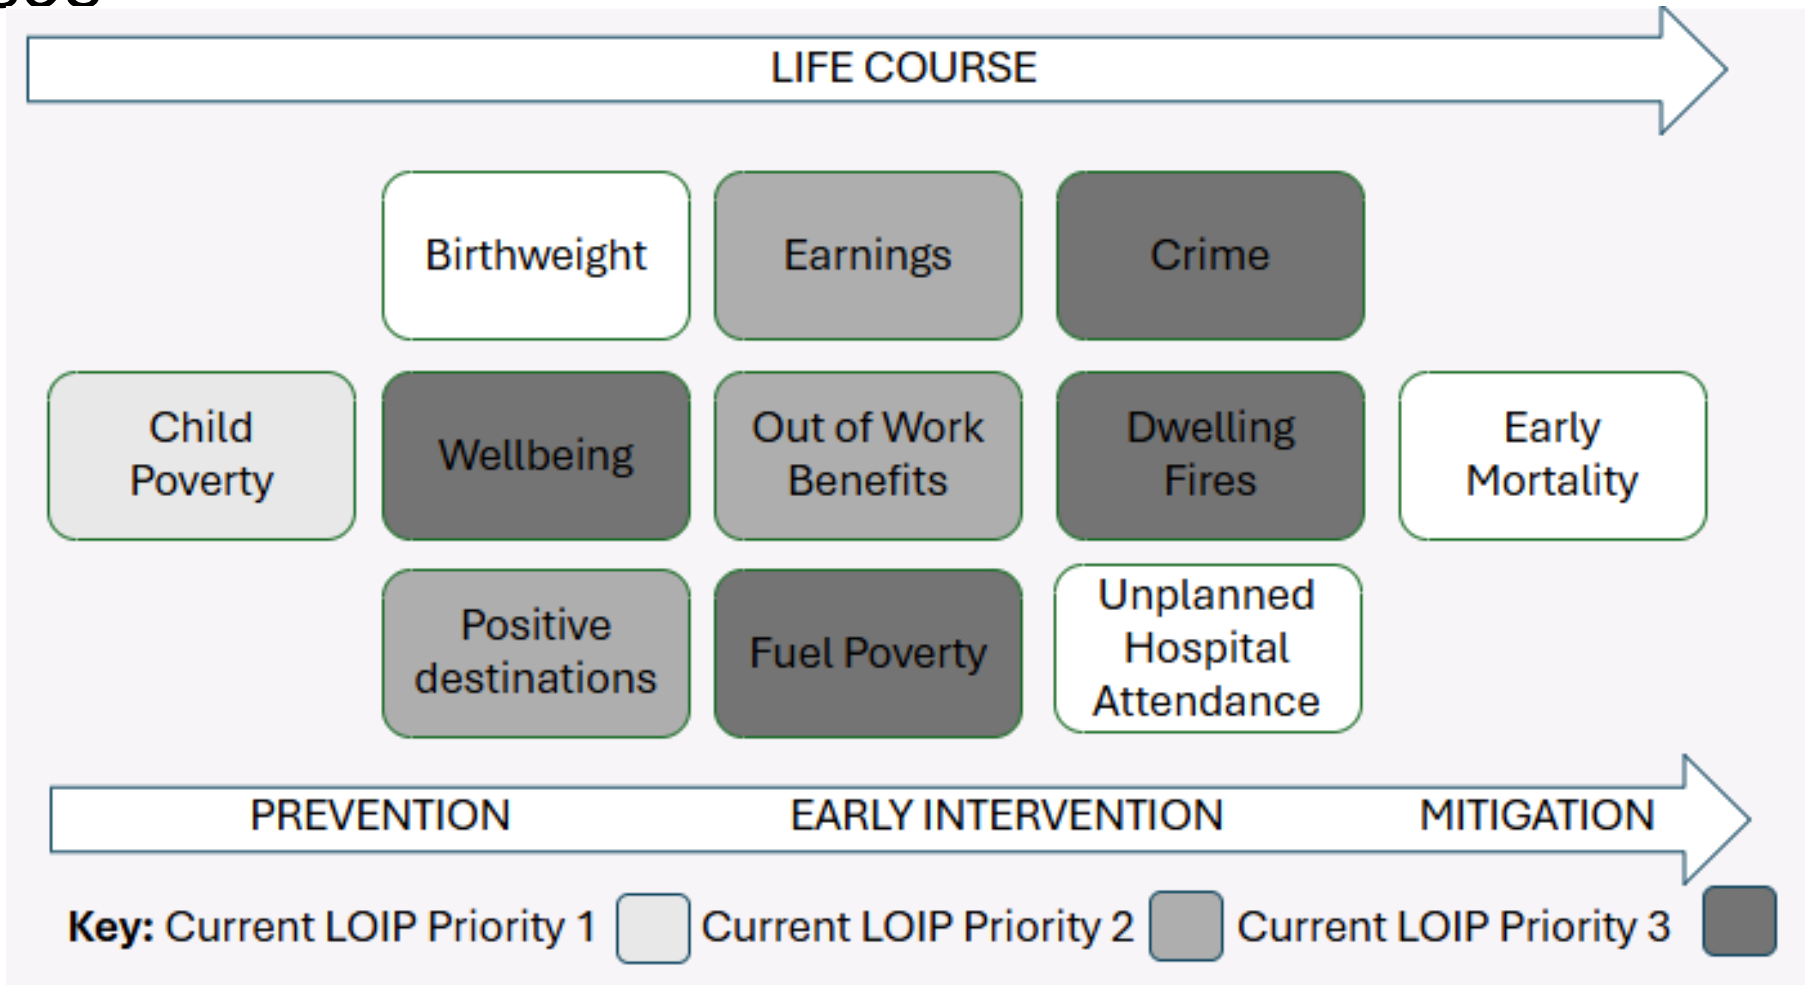 LIFE COURSE
Birthweight
Earnings
Crime
Child
Poverty
Wellbeing
Out of Work
Benefits
Dwelling
Fires
Early
Mortality
Positive
destinations
Fuel Poverty
Unplanned
Hospital
Attendance
PREVENTION EARLY INTERVENTION MITIGATION
Key: Current LOIP Priority 1 Current LOIP Priority 2 Current LOIP Priority 3